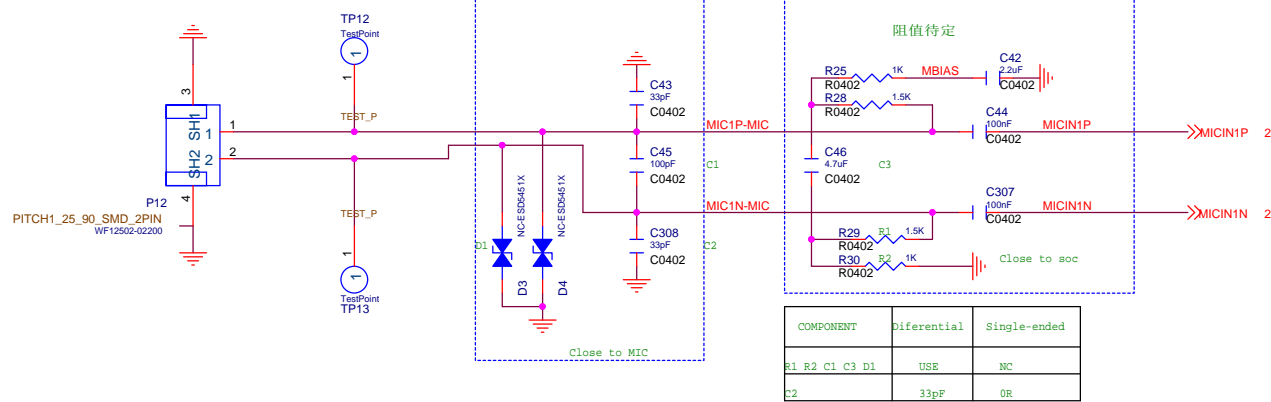 TP12
TestPoint
1
1
TEST_P
3
SH1
1
1
SH2
2
2
4
P12
PITCH1_25_90_SMD_2PIN
WF12502-02200
TEST_P
1
1
TestPoint
TP13
C43
33pF
C0402
MIC1P-MIC
C45
100pF
C0402
C1
NC-ESD5451X
NC-ESD5451X
D1
D3
D4
MIC1N-MIC
C308
33pF
C0402
C2
Close to MIC
阻值待定
R25
1K
R0402
MBIAS
C42
2.2uF
C0402
R28
1.5K
R0402
C44
100nF
C0402
MICIN1P
MICIN1P 2
C46
4.7uF
C0402
C3
C307
100nF
C0402
MICIN1N
MICIN1N 2
R29
R1
1.5K
R0402
R30
R2
1K
R0402
Close to soc
COMPONENT Diferential Single-ended
R1 R2 C1 C3 D1 USE NC
C2 33pF 0R